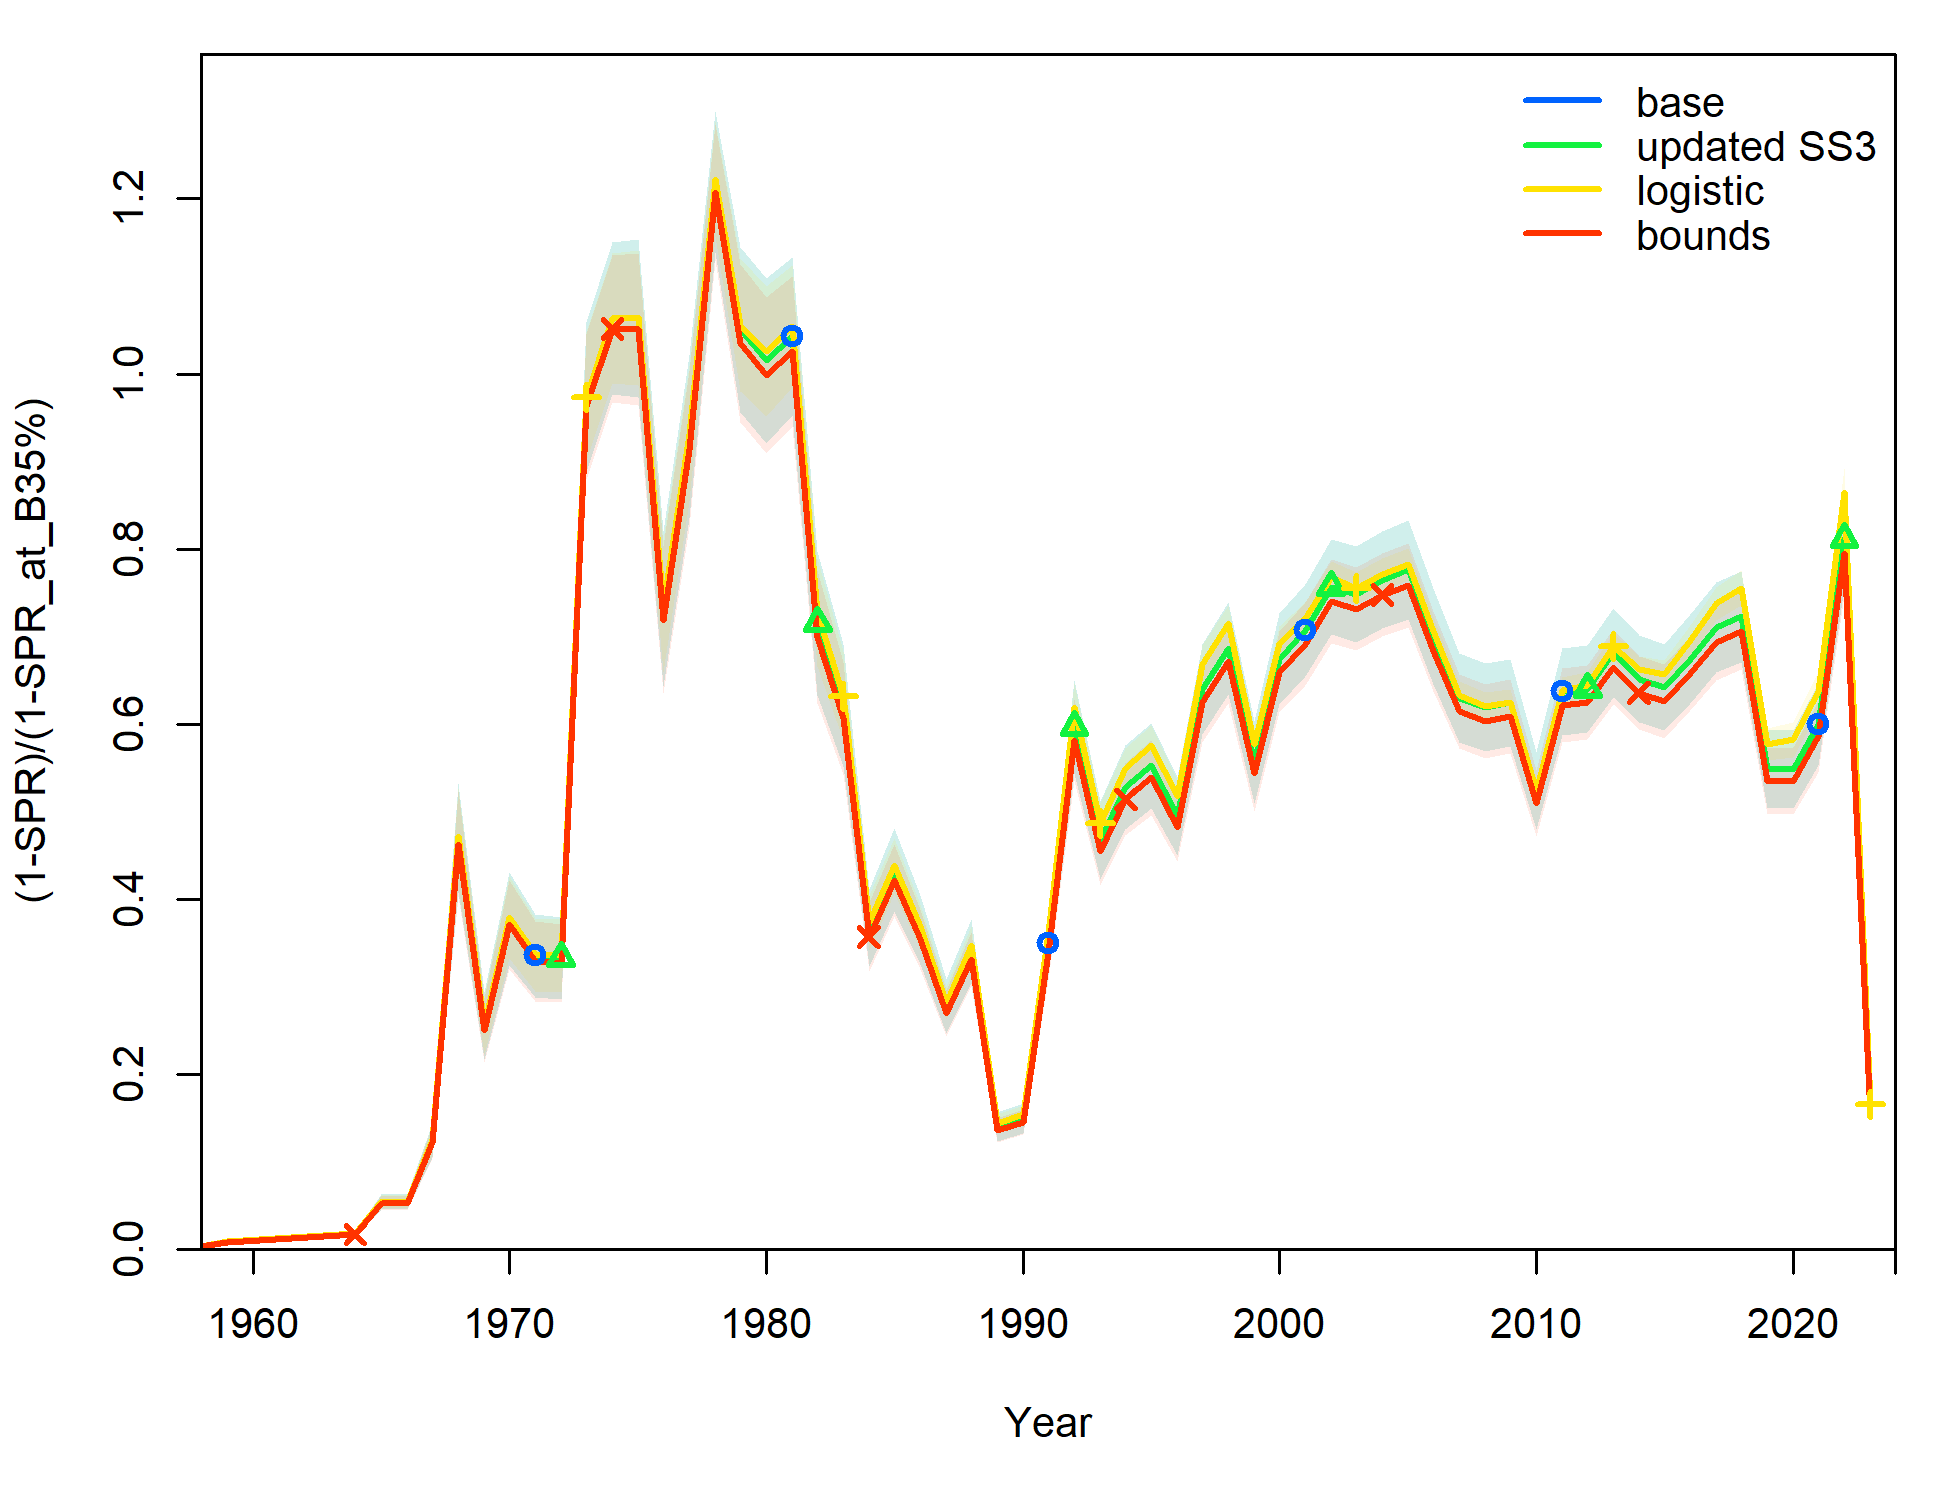 base
updated SS3
logistic
bounds
(1-SPR)/(1-SPR_at_B35%)
1.2
1.0
0.8
0.6
0.4
0.2
0.0
1960 1970 1980 1990 2000 2010 2020
Year